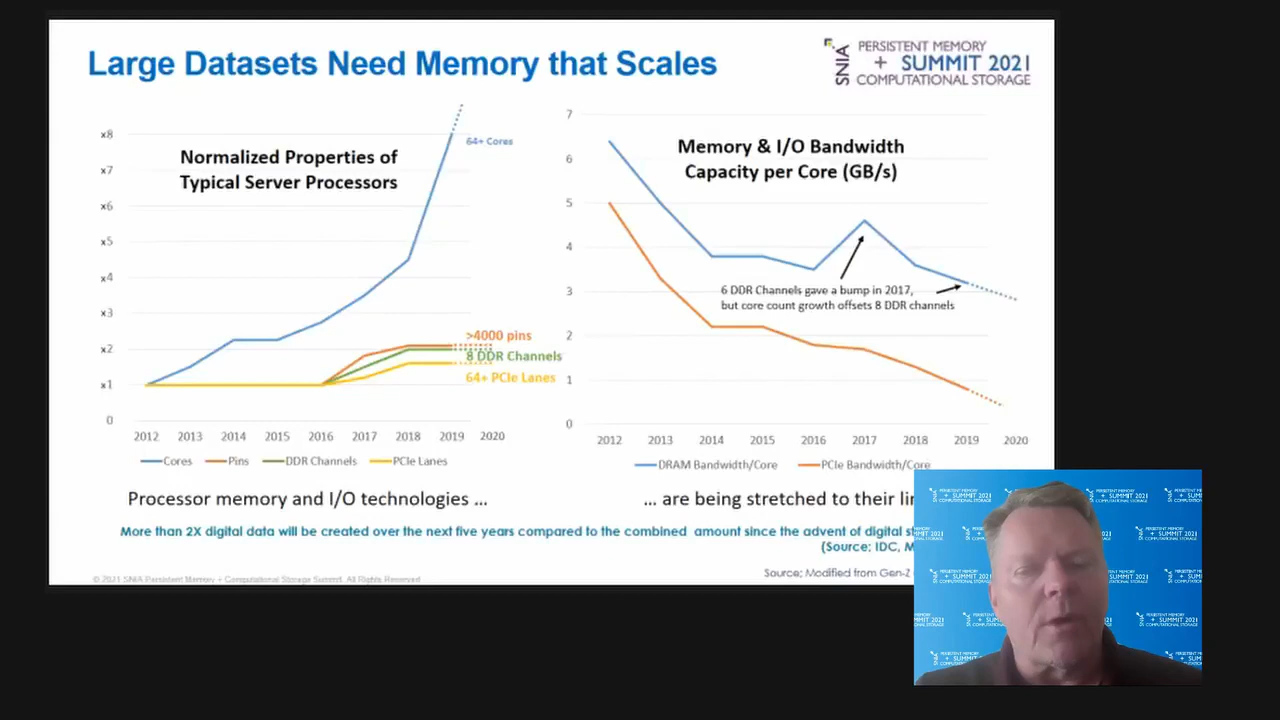 Large Datasets Need Memory that Scales
SNIA
PERSISTENT MEMORY
+ SUMMIT 2021
COMPUTATIONAL STORAGE
Normalized Properties of
Typical Server Processors
x8
x7
x6
x5
x4
x3
x2
x1
0
64+ Cores
>4000 pins
8 DDR Channels
64+ PCIe Lanes
2012 2013 2014 2015 2016 2017 2018 2019 2020
Cores Pins DDR Channels PCIe Lanes
Memory & I/O Bandwidth
Capacity per Core (GB/s)
7
6
5
4
3
2
1
0
6 DDR Channels gave a bump in 2017,
but core count growth offsets 8 DDR channels
2012 2013 2014 2015 2016 2017 2018 2019 2020
DRAM Bandwidth/Core PCIe Bandwidth/Core
Processor memory and I/O technologies ...
... are being stretched to their
More than 2X digital data will be created over the next five years compared to the combined amount since the advent of digital
(Source; IDC,
Source; Modified from Gen-Z
© 2021 SNIA Persistent Memory + Computational Storage Summit. All Rights Reserved
PERSISTENT MEMORY
+ SUMMIT 2021
COMPUTATIONAL STORAGE